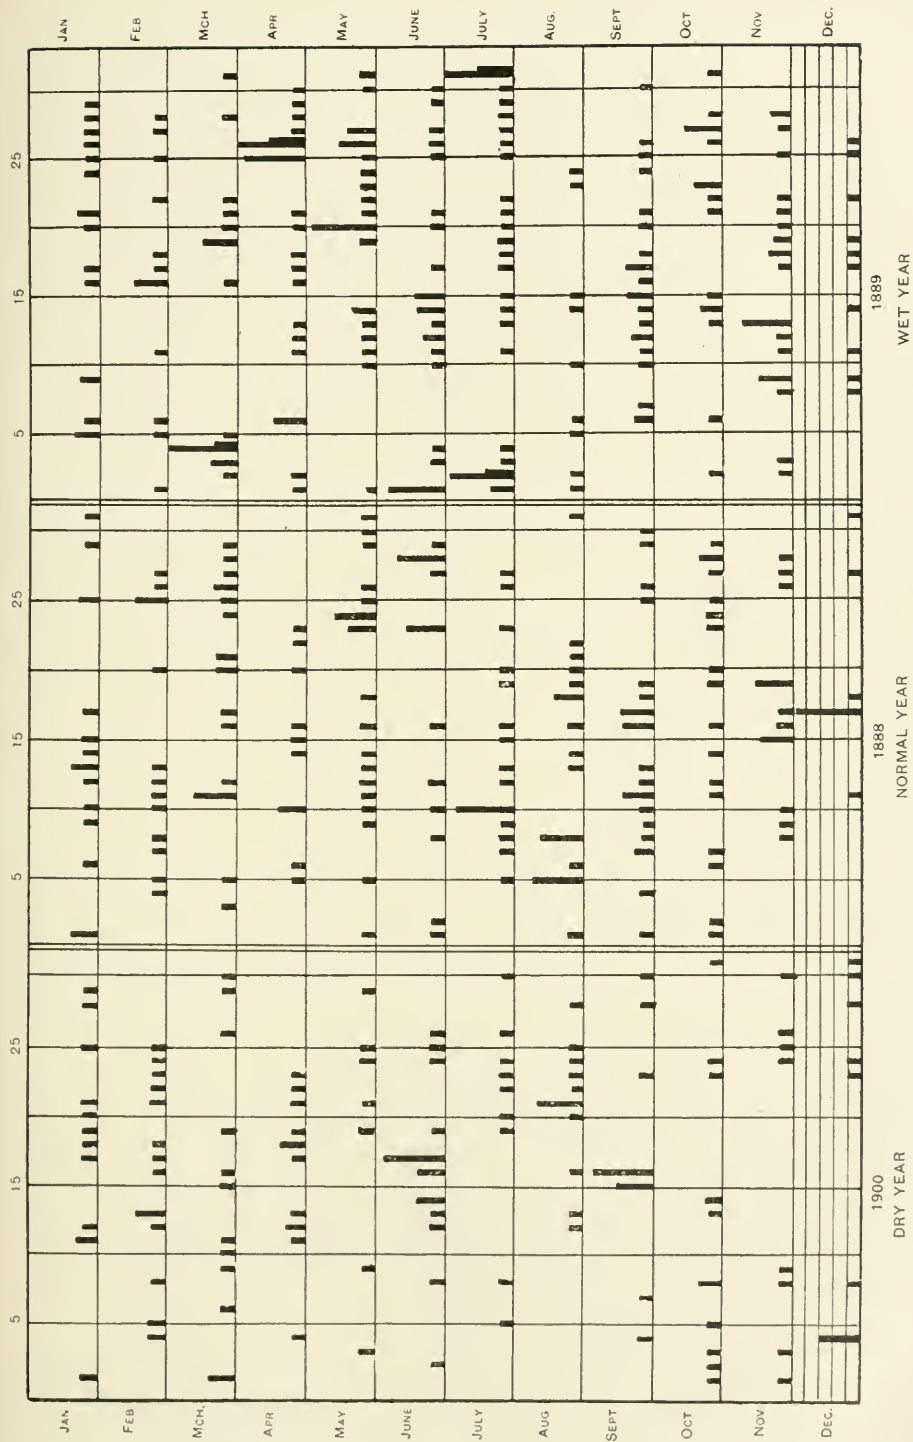 5 15 25 5 15 25 5 15 25
JAN JAN
FEB FEB
MCH. MCH
APR APR
MAY MAY
JUNE JUNE
JULY JULY
AUG AUG.
SEPT SEPT
OCT OCT
NOV. NOV
DEC. DEC.
1900 1888 1889
DRY YEAR NORMAL YEAR WET YEAR